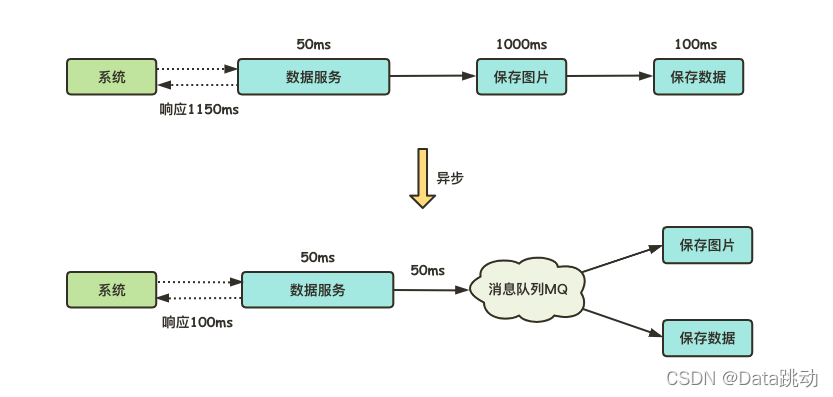 50ms
1000ms
100ms
系统
数据服务
保存图片
保存数据
响应1150ms
异步
50ms
50ms
保存图片
系统
数据服务
消息队列MQ
响应100ms
保存数据
CSDN @Data跳动